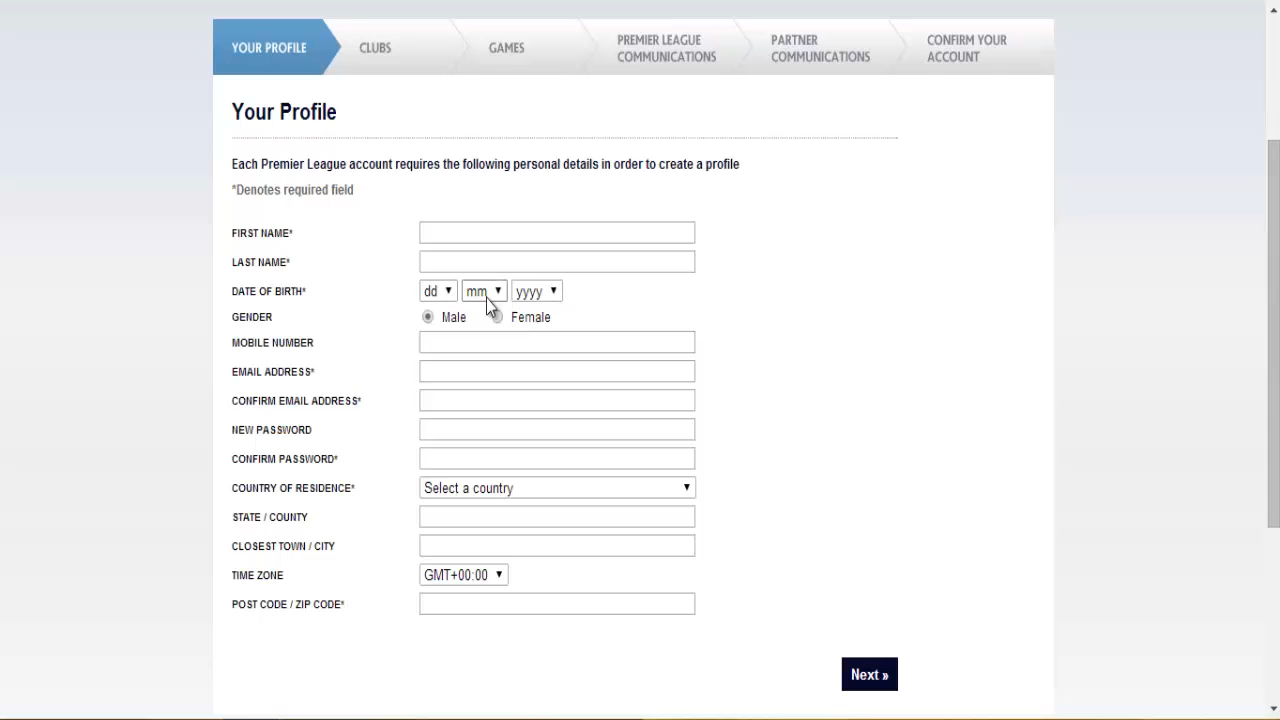 YOUR PROFILE
CLUBS
GAMES
PREMIER LEAGUE
COMMUNICATIONS
PARTNER
COMMUNICATIONS
CONFIRM YOUR
ACCOUNT
Your Profile
Each Premier League account requires the following personal details in order to create a profile
*Denotes required field
FIRST NAME*
LAST NAME*
DATE OF BIRTH* dd mm yyyy
GENDER Male Female
MOBILE NUMBER
EMAIL ADDRESS*
CONFIRM EMAIL ADDRESS*
NEW PASSWORD
CONFIRM PASSWORD*
COUNTRY OF RESIDENCE* Select a country
STATE / COUNTY
CLOSEST TOWN / CITY
TIME ZONE GMT+00:00
POST CODE / ZIP CODE*
Next »